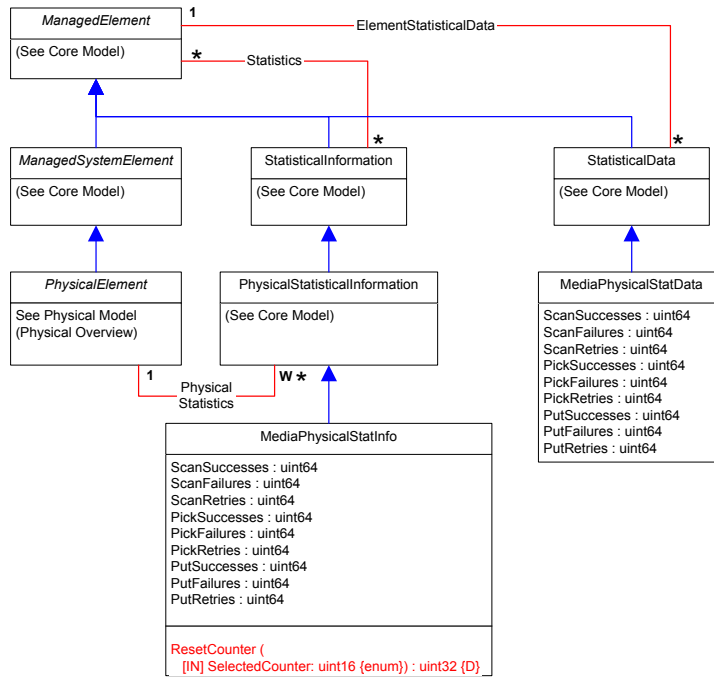 ManagedElement
(See Core Model)
1
ElementStatisticalData
*
Statistics
*
*
ManagedSystemElement
(See Core Model)
StatisticalInformation
(See Core Model)
StatisticalData
(See Core Model)
PhysicalElement
See Physical Model
(Physical Overview)
PhysicalStatisticalInformation
(See Core Model)
MediaPhysicalStatData
ScanSuccesses : uint64
ScanFailures : uint64
ScanRetries : uint64
PickSuccesses : uint64
PickFailures : uint64
PickRetries : uint64
PutSuccesses : uint64
PutFailures : uint64
PutRetries : uint64
1
Physical
Statistics
W *
MediaPhysicalStatInfo
ScanSuccesses : uint64
ScanFailures : uint64
ScanRetries : uint64
PickSuccesses : uint64
PickFailures : uint64
PickRetries : uint64
PutSuccesses : uint64
PutFailures : uint64
PutRetries : uint64
ResetCounter (
[IN] SelectedCounter: uint16 {enum}) : uint32 {D}